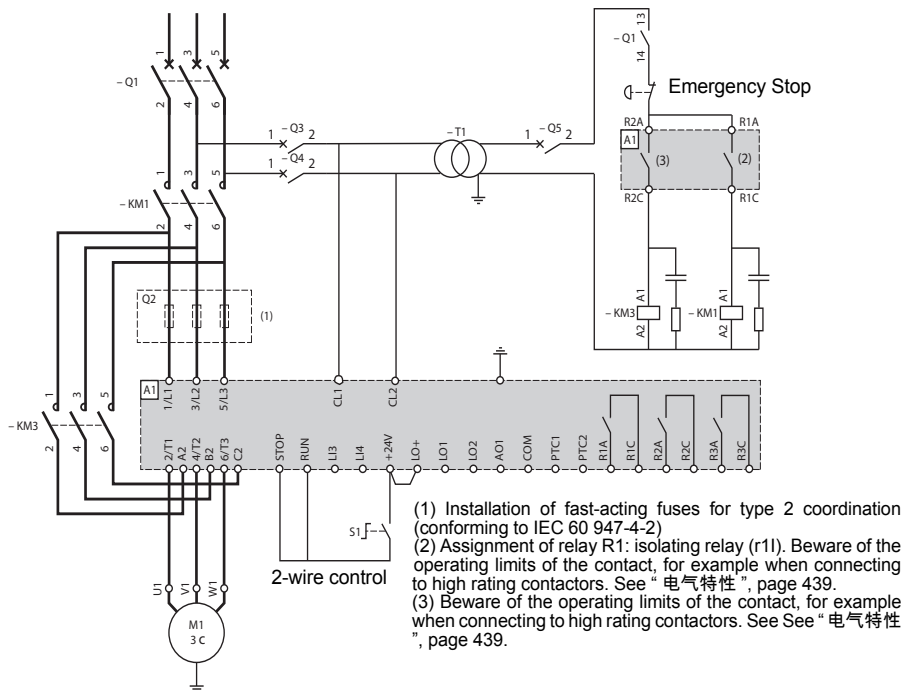 1 3 5
– Q1
2 4 6
13
– Q1
14
Emergency Stop
1 – Q3 2
1 – Q4 2
– T1
1 – Q5 2
R2A R1A
A1
(3) (2)
R2C R1C
1 3 5
– KM1
2 4 6
Q2
(1)
A1 A1
– KM3 – KM1
A2 A2
A1
1/L1 3/L2 5/L3 CL1 CL2
1 3 5
– KM3
2 4 6
2/T1 A2 4/T2 B2 6/T3 C2 STOP RUN LI3 LI4 +24V LO+ LO1 LO2 AO1 COM PTC1 PTC2 R1A R1C R2A R2C R3A R3C
S1
2-wire control
U1 V1 W1
M1
3 C
(1) Installation of fast-acting fuses for type 2 coordination
(conforming to IEC 60 947-4-2)
(2) Assignment of relay R1: isolating relay (r1I). Beware of the
operating limits of the contact, for example when connecting
to high rating contactors. See “ 电气特性 ”, page 439.
(3) Beware of the operating limits of the contact, for example
when connecting to high rating contactors. See See “ 电气特性
”, page 439.